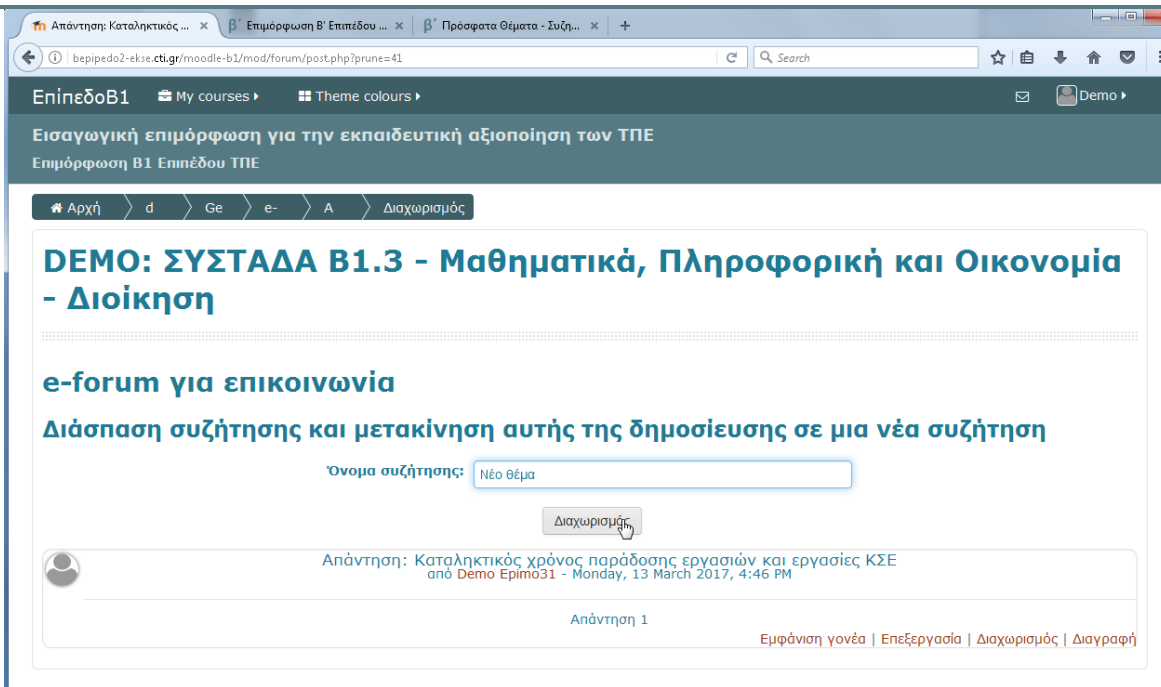 Απάντηση: Καταληκτικός ... ×
β΄ Επιμόρφωση Β' Επιπέδου ... ×
β΄ Πρόσφατα Θέματα - Συζη... × +
bepipedo2-ekse.cti.gr/moodle-b1/mod/forum/post.php?prune=41
Search
ΕπίπεδοΒ1 My courses Theme colours Demo
Εισαγωγική επιμόρφωση για την εκπαιδευτική αξιοποίηση των ΤΠΕ
Επιμόρφωση Β1 Επιπέδου ΤΠΕ
Αρχή d Ge e- A Διαχωρισμός
DEMO: ΣΥΣΤΑΔΑ Β1.3 - Μαθηματικά, Πληροφορική και Οικονομία
- Διοίκηση
e-forum για επικοινωνία
Διάσπαση συζήτησης και μετακίνηση αυτής της δημοσίευσης σε μια νέα συζήτηση
Όνομα συζήτησης: Νέο θέμα
Διαχωρισμός
Απάντηση: Καταληκτικός χρόνος παράδοσης εργασιών και εργασίες ΚΣΕ
από Demo Epimo31 - Monday, 13 March 2017, 4:46 PM
Απάντηση 1
Εμφάνιση γονέα | Επεξεργασία | Διαχωρισμός | Διαγραφή